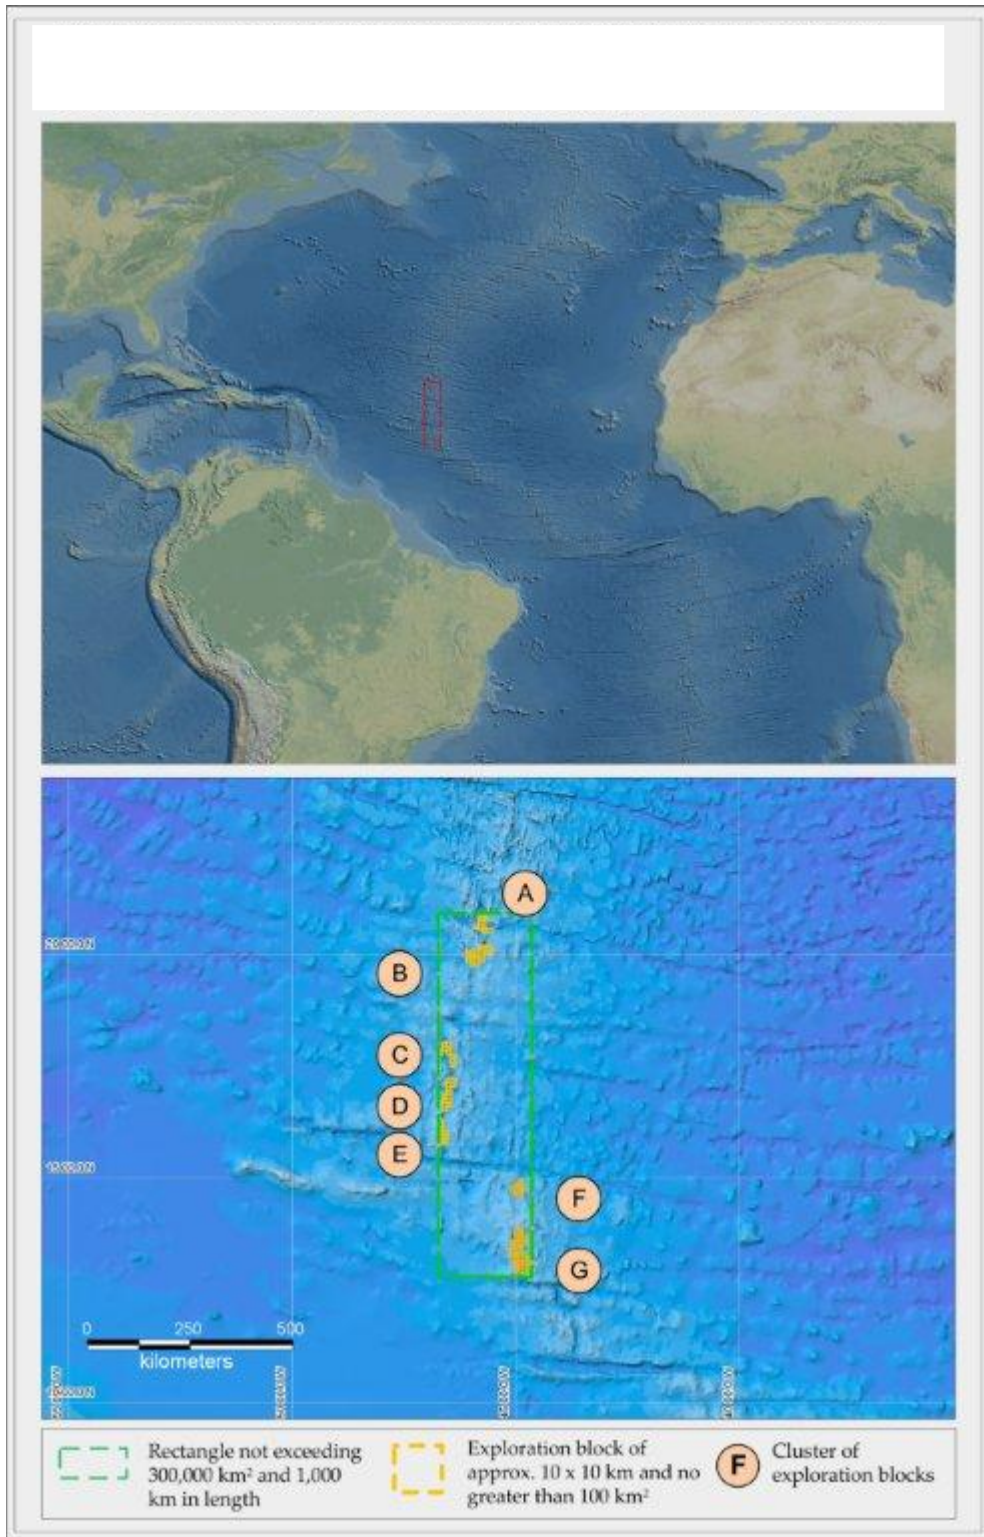 A
B
C
D
E
F
G
0 250 500
kilometers
Rectangle not exceeding
300,000 km² and 1,000
km in length
Exploration block of
approx. 10 x 10 km and no
greater than 100 km²
F
Cluster of
exploration blocks